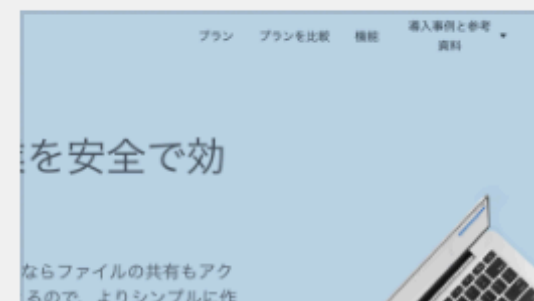 プラン プランを比較 機能 導入事例と参考
資料
を安全で効
ならファイルの共有もアク
るので、よりシンプルに作